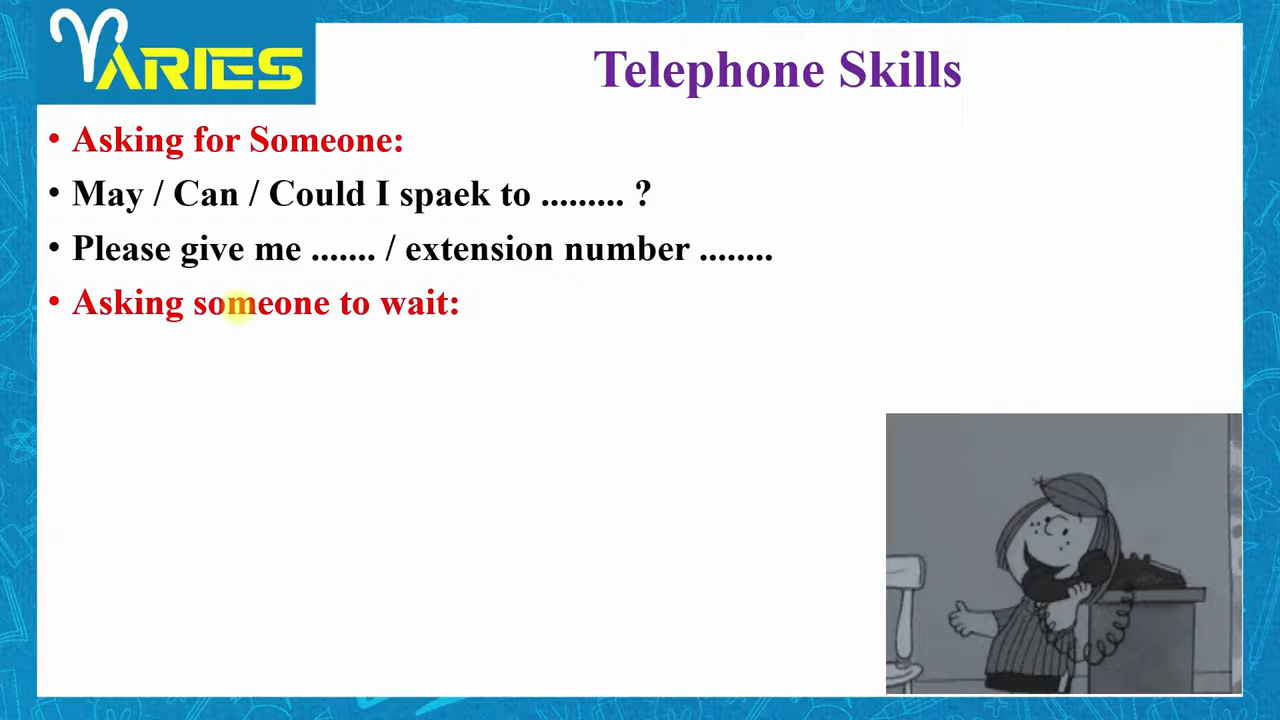 ARIES
Telephone Skills
• Asking for Someone:
• May / Can / Could I spaek to ......... ?
• Please give me ....... / extension number ........
• Asking someone to wait: